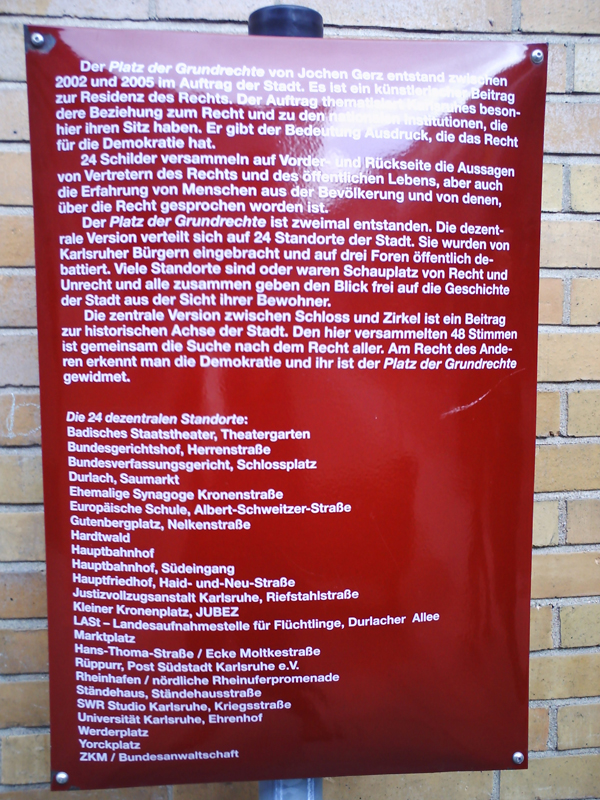 Der Platz der Grundrechte von Jochen Gerz entstand zwischen
2002 und 2005 im Auftrag der Stadt. Es ist ein künstlerischer Beitrag
zur Residenz des Rechts. Der Auftrag thematisiert Karlsruhes beson-
dere Beziehung zum Recht und zu den nationalen Institutionen, die
hier ihren Sitz haben. Er gibt der Bedeutung Ausdruck, die das Recht
für die Demokratie hat.
24 Schilder versammeln auf Vorder- und Rückseite die Aussagen
von Vertretern des Rechts und des öffentlichen Lebens, aber auch
die Erfahrung von Menschen aus der Bevölkerung und von denen,
über die Recht gesprochen worden ist.
Der Platz der Grundrechte ist zweimal entstanden. Die dezent-
rale Version verteilt sich auf 24 Standorte der Stadt. Sie wurden von
Karlsruher Bürgern eingebracht und auf drei Foren öffentlich de-
battiert. Viele Standorte sind oder waren Schauplatz von Recht und
Unrecht und alle zusammen geben den Blick frei auf die Geschichte
der Stadt aus der Sicht ihrer Bewohner.
Die zentrale Version zwischen Schloss und Zirkel ist ein Beitrag
zur historischen Achse der Stadt. Den hier versammelten 48 Stimmen
ist gemeinsam die Suche nach dem Recht aller. Am Recht des Ande-
ren erkennt man die Demokratie und ihr ist der Platz der Grundrechte
gewidmet.
Die 24 dezentralen Standorte:
Badisches Staatstheater, Theatergarten
Bundesgerichtshof, Herrenstraße
Bundesverfassungsgericht, Schlossplatz
Durlach, Saumarkt
Ehemalige Synagoge Kronenstraße
Europäische Schule, Albert-Schweitzer-Straße
Gutenbergplatz, Nelkenstraße
Hardtwald
Hauptbahnhof
Hauptbahnhof, Südeingang
Hauptfriedhof, Haid- und-Neu-Straße
Justizvollzugsanstalt Karlsruhe, Riefstahlstraße
Kleiner Kronenplatz, JUBEZ
LASt – Landesaufnahmestelle für Flüchtlinge, Durlacher Allee
Marktplatz
Hans-Thoma-Straße / Ecke Moltkestraße
Rüppurr, Post Südstadt Karlsruhe e.V.
Rheinhafen / nördliche Rheinuferpromenade
Ständehaus, Ständehausstraße
SWR Studio Karlsruhe, Kriegsstraße
Universität Karlsruhe, Ehrenhof
Werderplatz
Yorckplatz
ZKM / Bundesanwaltschaft